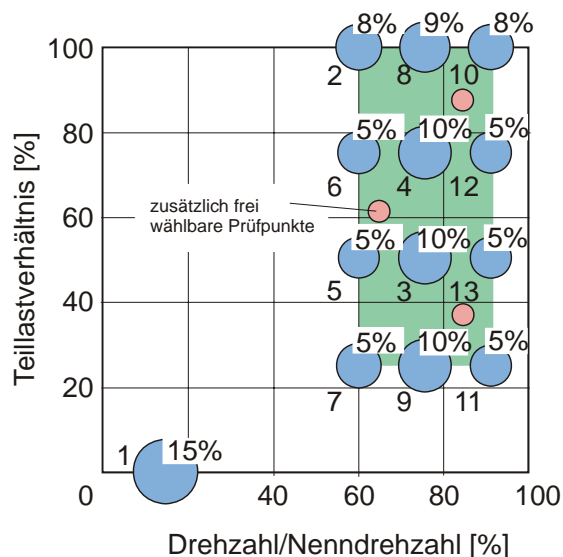 8% 9% 8%
100
2 8 10
80
5% 10% 5%
6 4 12
zusätzlich frei
wählbare Prüfpunkte
60
5% 10% 5%
5 3 13
40
5% 10% 5%
20
7 9 11
1 15%
0 40 60 80 100
Drehzahl/Nenndrehzahl [%]
Teillastverhältnis [%]